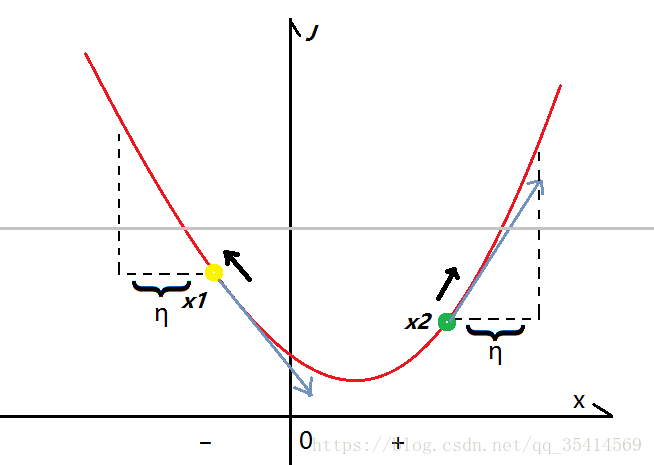 y
x1
η
x2
η
x
− 0 +
https://blog.csdn.net/qq_35414569